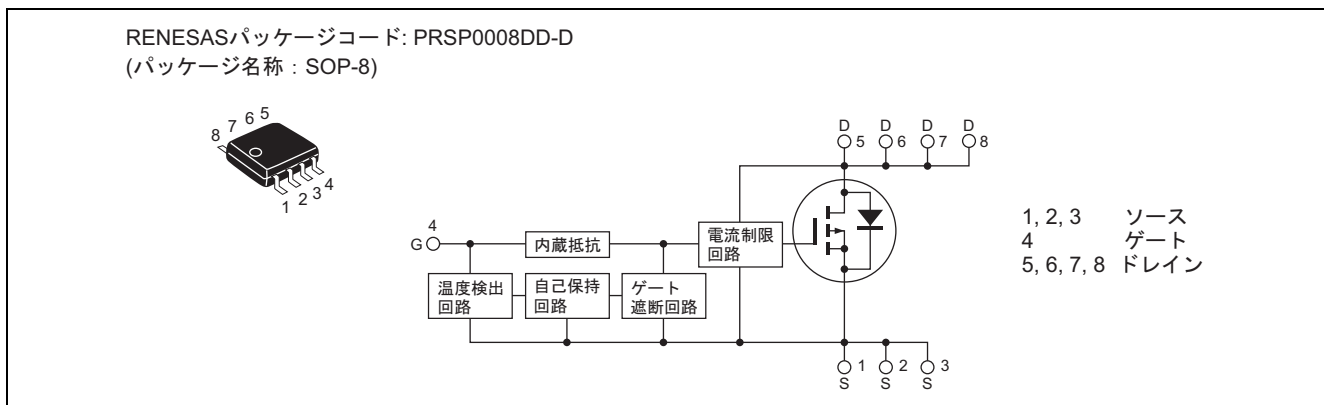 RENESASパッケージコード: PRSP0008DD-D
(パッケージ名称：SOP-8)
8 7 6 5
1 2 3 4
D D D D
5 6 7 8
4
G
内蔵抵抗
電流制限
回路
温度検出
回路
自己保持
回路
ゲート
遮断回路
1 2 3
S S S
1, 2, 3 ソース
4 ゲート
5, 6, 7, 8 ドレイン